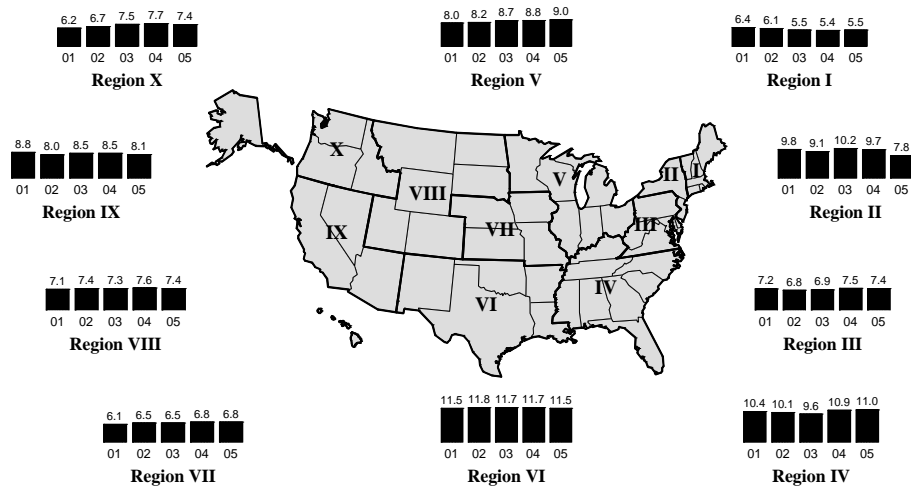 6.2 6.7 7.5 7.7 7.4
01 02 03 04 05
Region X
8.0 8.2 8.7 8.8 9.0
01 02 03 04 05
Region V
6.4 6.1 5.5 5.4 5.5
01 02 03 04 05
Region I
8.8 8.0 8.5 8.5 8.1
01 02 03 04 05
Region IX
9.8 9.1 10.2 9.7 7.8
01 02 03 04 05
Region II
X
VIII
V
II
I
IX
VII
III
VI
IV
7.1 7.4 7.3 7.6 7.4
01 02 03 04 05
Region VIII
7.2 6.8 6.9 7.5 7.4
01 02 03 04 05
Region III
6.1 6.5 6.5 6.8 6.8
01 02 03 04 05
Region VII
11.5 11.8 11.7 11.7 11.5
01 02 03 04 05
Region VI
10.4 10.1 9.6 10.9 11.0
01 02 03 04 05
Region IV